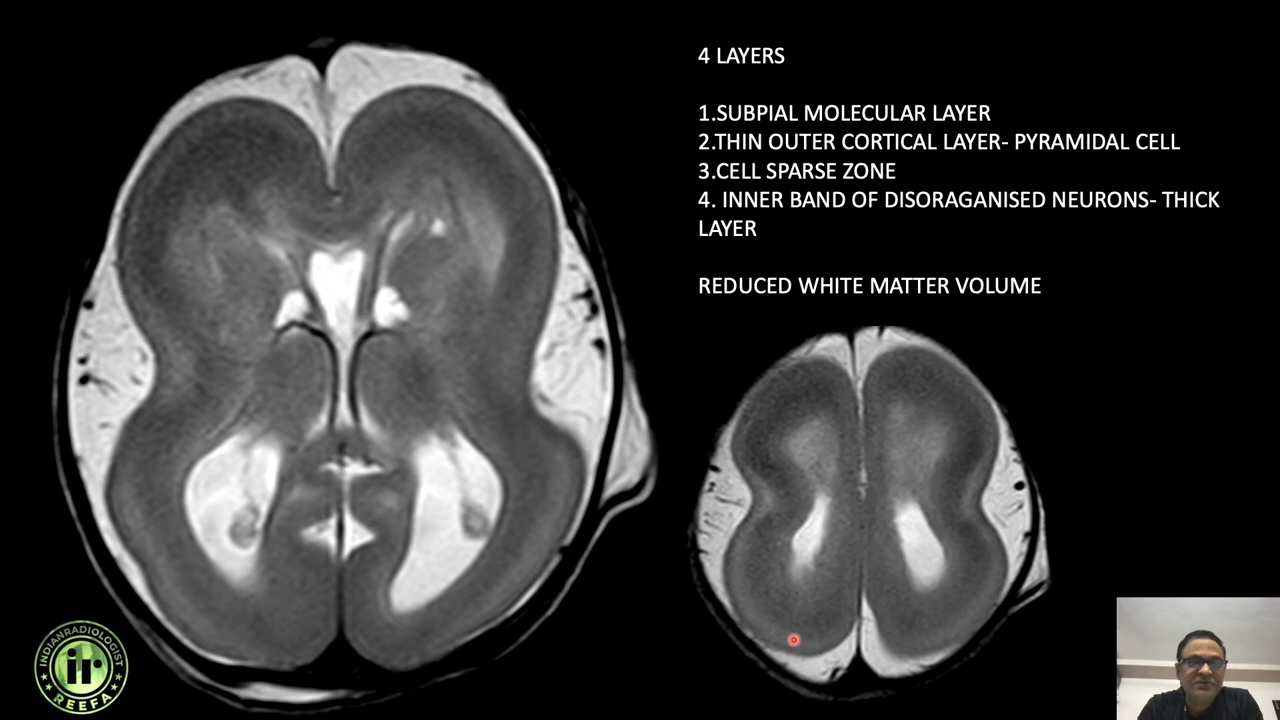 4 LAYERS
1.SUBPIAL MOLECULAR LAYER
2.THIN OUTER CORTICAL LAYER- PYRAMIDAL CELL
3.CELL SPARSE ZONE
4. INNER BAND OF DISORAGANISED NEURONS- THICK
LAYER
REDUCED WHITE MATTER VOLUME
INDIANRADIOLOGIST
ir
REEFA